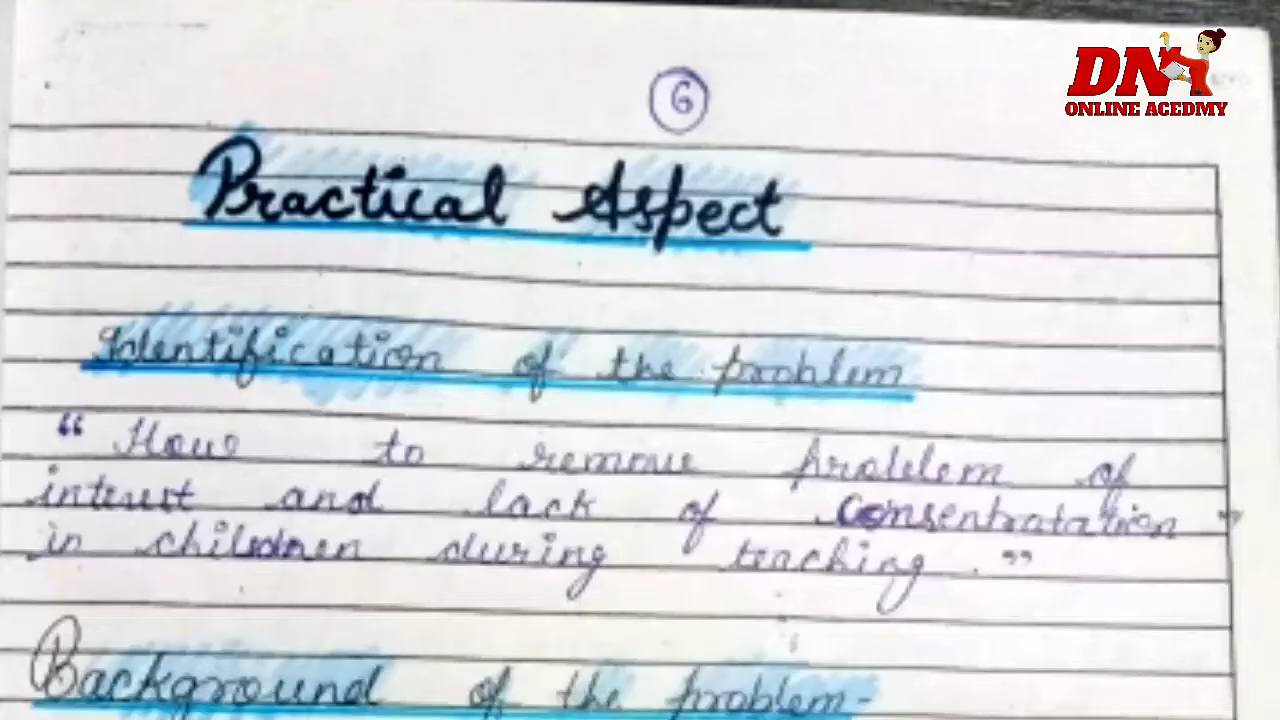 6
DN
ONLINE ACEDMY
Practical Aspect
Identification of the problem
“ How to remove problem of
interest and lack of Consentratation
in children during teaching . ”
Background of the problem-